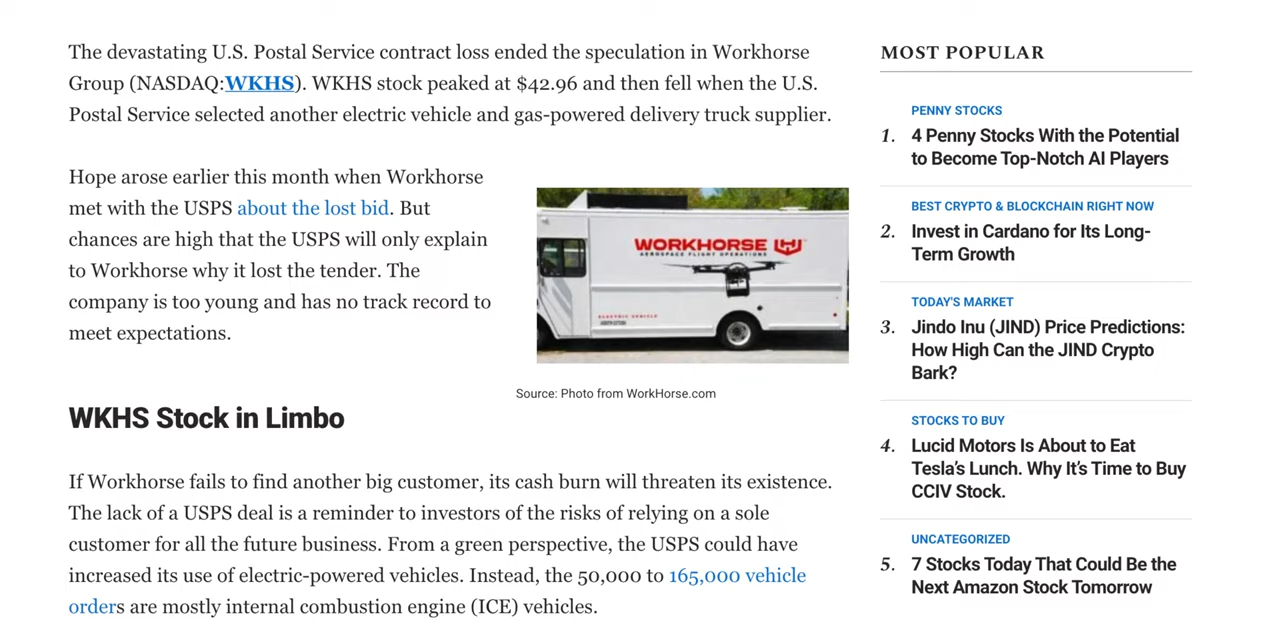 The devastating U.S. Postal Service contract loss ended the speculation in Workhorse
Group (NASDAQ:WKHS). WKHS stock peaked at $42.96 and then fell when the U.S.
Postal Service selected another electric vehicle and gas-powered delivery truck supplier.
Hope arose earlier this month when Workhorse
met with the USPS about the lost bid. But
chances are high that the USPS will only explain
to Workhorse why it lost the tender. The
company is too young and has no track record to
meet expectations.
WORKHORSE
AEROSPACE FLIGHT OPERATIONS
ELECTRIC VEHICLE
Source: Photo from WorkHorse.com
WKHS Stock in Limbo
If Workhorse fails to find another big customer, its cash burn will threaten its existence.
The lack of a USPS deal is a reminder to investors of the risks of relying on a sole
customer for all the future business. From a green perspective, the USPS could have
increased its use of electric-powered vehicles. Instead, the 50,000 to 165,000 vehicle
orders are mostly internal combustion engine (ICE) vehicles.
MOST POPULAR
PENNY STOCKS
1. 4 Penny Stocks With the Potential
to Become Top-Notch AI Players
BEST CRYPTO & BLOCKCHAIN RIGHT NOW
2. Invest in Cardano for Its Long-
Term Growth
TODAY'S MARKET
3. Jindo Inu (JIND) Price Predictions:
How High Can the JIND Crypto
Bark?
STOCKS TO BUY
4. Lucid Motors Is About to Eat
Tesla’s Lunch. Why It’s Time to Buy
CCIV Stock.
UNCATEGORIZED
5. 7 Stocks Today That Could Be the
Next Amazon Stock Tomorrow